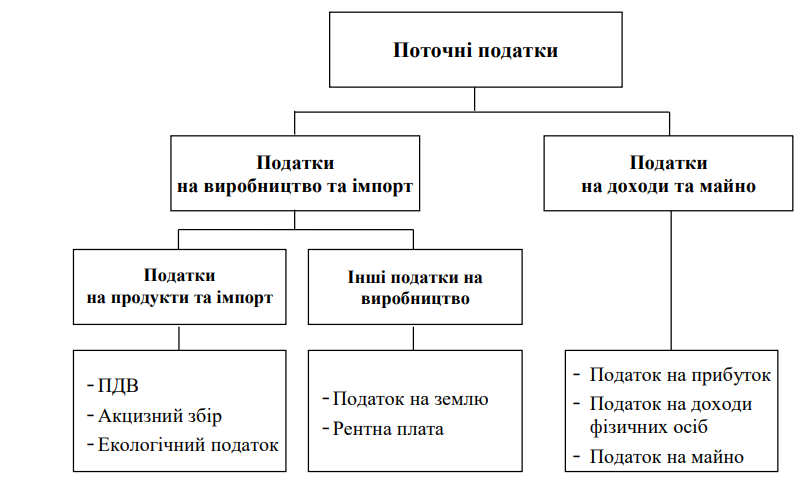 Поточні податки
Податки
на виробництво та імпорт
Податки
на доходи та майно
Податки
на продукти та імпорт
Інші податки на
виробництво
- ПДВ
- Акцизний збір
- Екологічний податок
- Податок на землю
- Рентна плата
- Податок на прибуток
- Податок на доходи
фізичних осіб
- Податок на майно